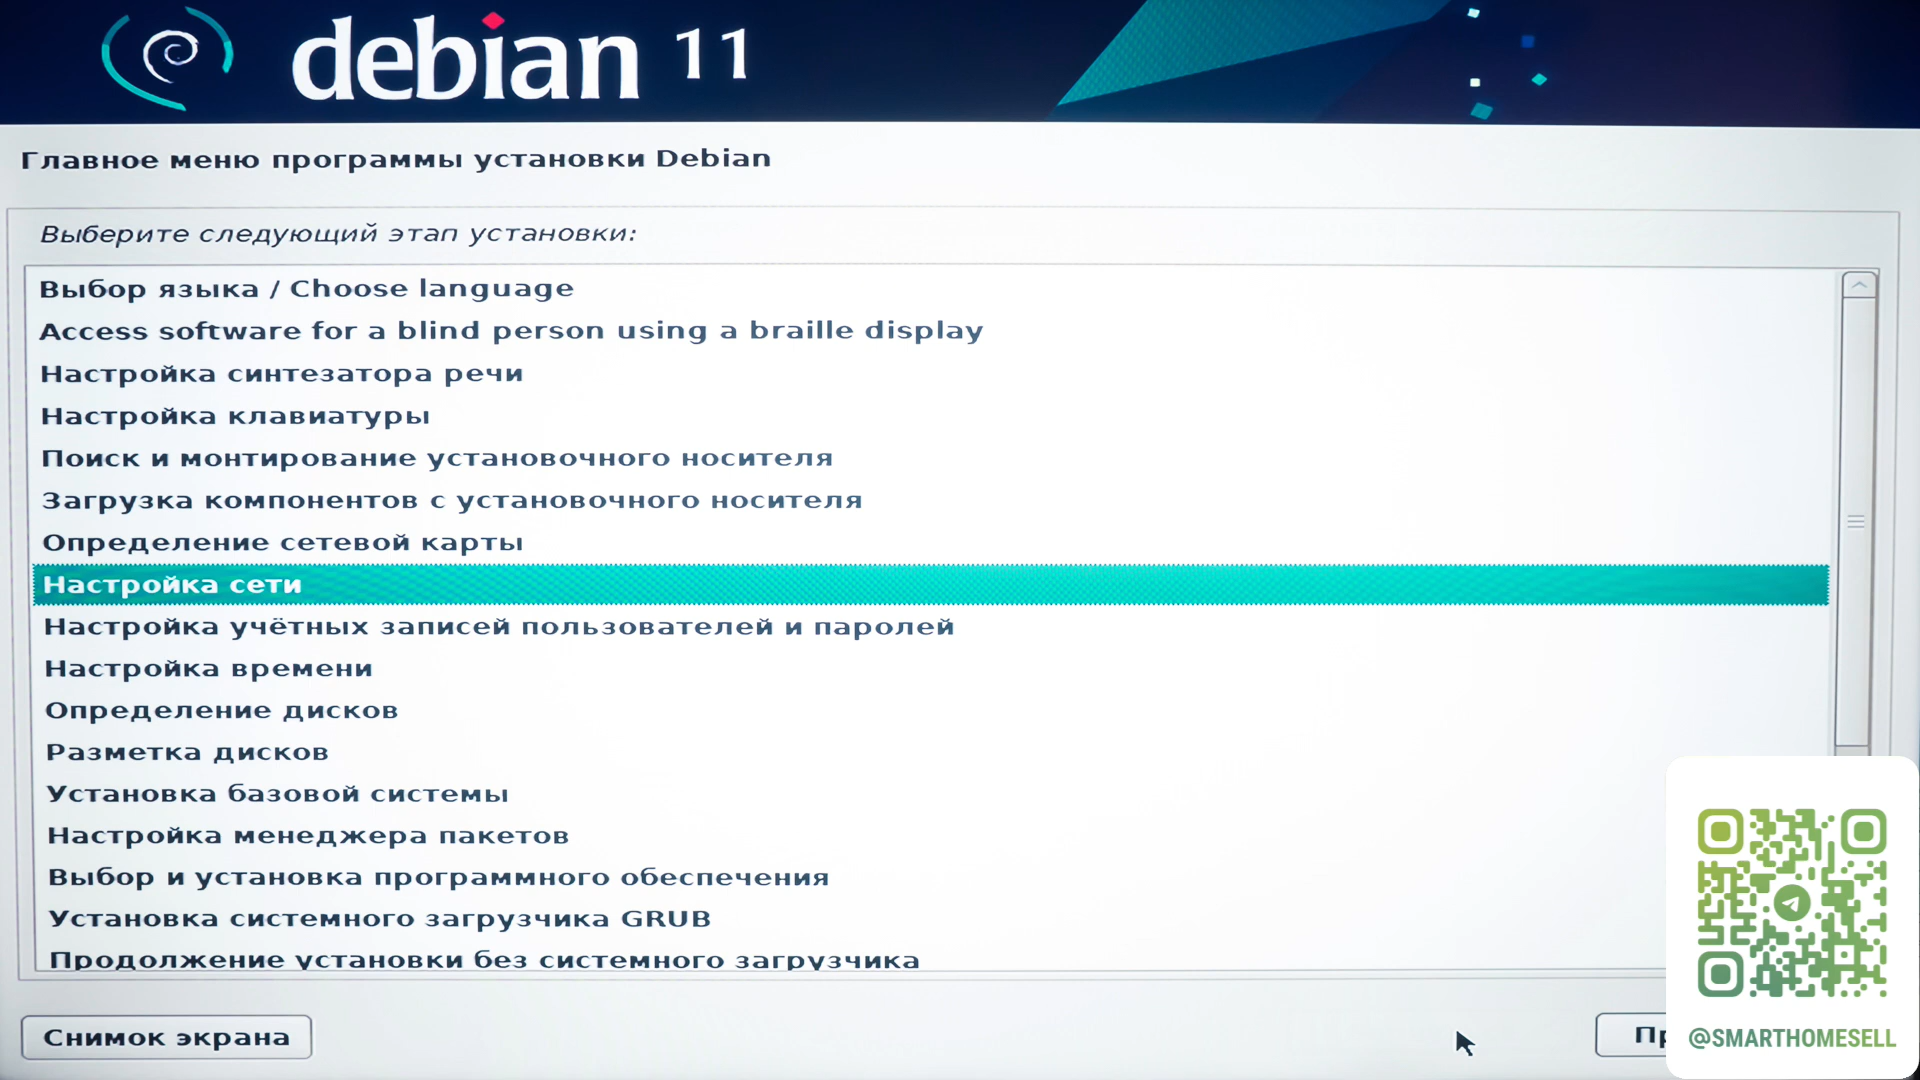 debian 11
Главное меню программы установки Debian
Выберите следующий этап установки:
Выбор языка / Choose language
Access software for a blind person using a braille display
Настройка синтезатора речи
Настройка клавиатуры
Поиск и монтирование установочного носителя
Загрузка компонентов с установочного носителя
Определение сетевой карты
Настройка сети
Настройка учётных записей пользователей и паролей
Настройка времени
Определение дисков
Разметка дисков
Установка базовой системы
Настройка менеджера пакетов
Выбор и установка программного обеспечения
Установка системного загрузчика GRUB
Продолжение установки без системного загрузчика
Снимок экрана
@SMARTHOMESELL